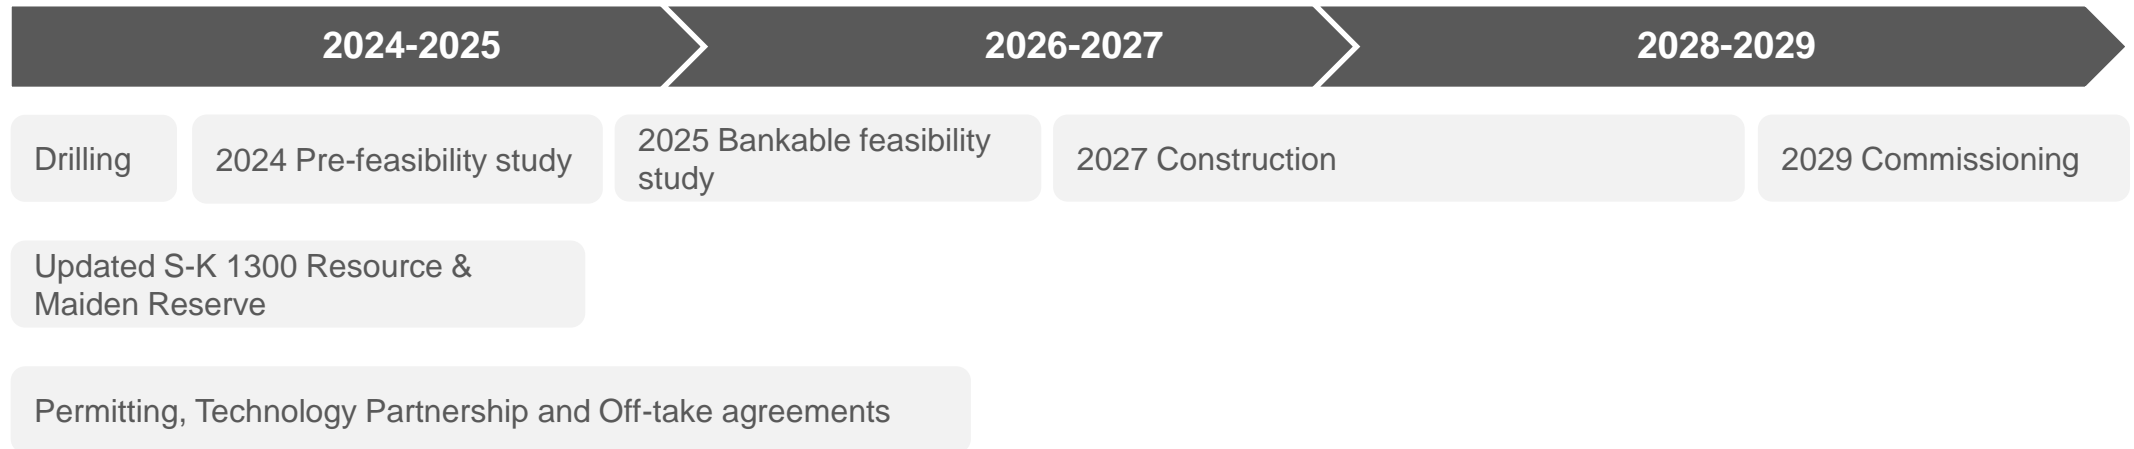 2024-2025
2026-2027
2028-2029
Drilling
2024 Pre-feasibility study
2025 Bankable feasibility
study
2027 Construction
2029 Commissioning
Updated S-K 1300 Resource &
Maiden Reserve
Permitting, Technology Partnership and Off-take agreements